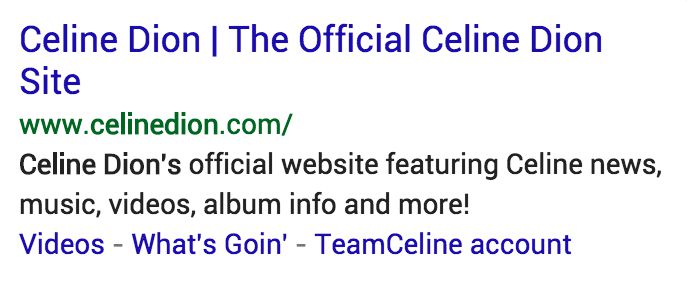 Celine Dion | The Official Celine Dion
Site
www.celinedion.com/
Celine Dion's official website featuring Celine news,
music, videos, album info and more!
Videos - What's Goin' - TeamCeline account